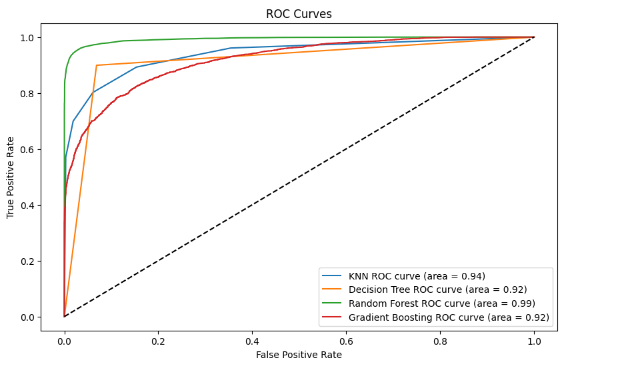 ROC Curves
True Positive Rate
1.0
0.8
0.6
0.4
0.2
0.0
KNN ROC curve (area = 0.94)
Decision Tree ROC curve (area = 0.92)
Random Forest ROC curve (area = 0.99)
Gradient Boosting ROC curve (area = 0.92)
0.0 0.2 0.4 0.6 0.8 1.0
False Positive Rate